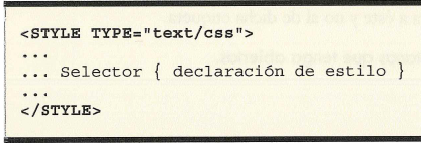 <STYLE TYPE="text/css">
...
... Selector { declaración de estilo }
...
</STYLE>